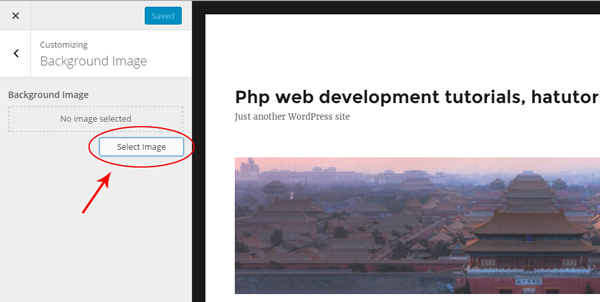 Saved
Customizing
Background Image
Background Image
No image selected
Select Image
Php web development tutorials, hatutori
Just another WordPress site